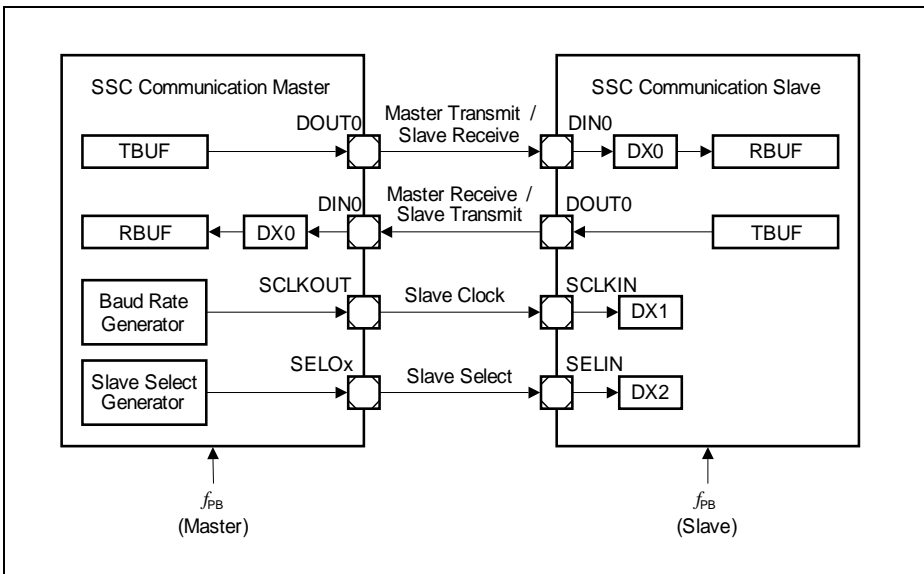 SSC Communication Master
SSC Communication Slave
DOUT0
Master Transmit /
Slave Receive
DIN0
TBUF
DX0
RBUF
DIN0
Master Receive /
Slave Transmit
DOUT0
RBUF
DX0
TBUF
SCLKOUT
Slave Clock
SCLKIN
Baud Rate
Generator
DX1
SELOx
Slave Select
SELIN
Slave Select
Generator
DX2
fPB
(Master)
fPB
(Slave)